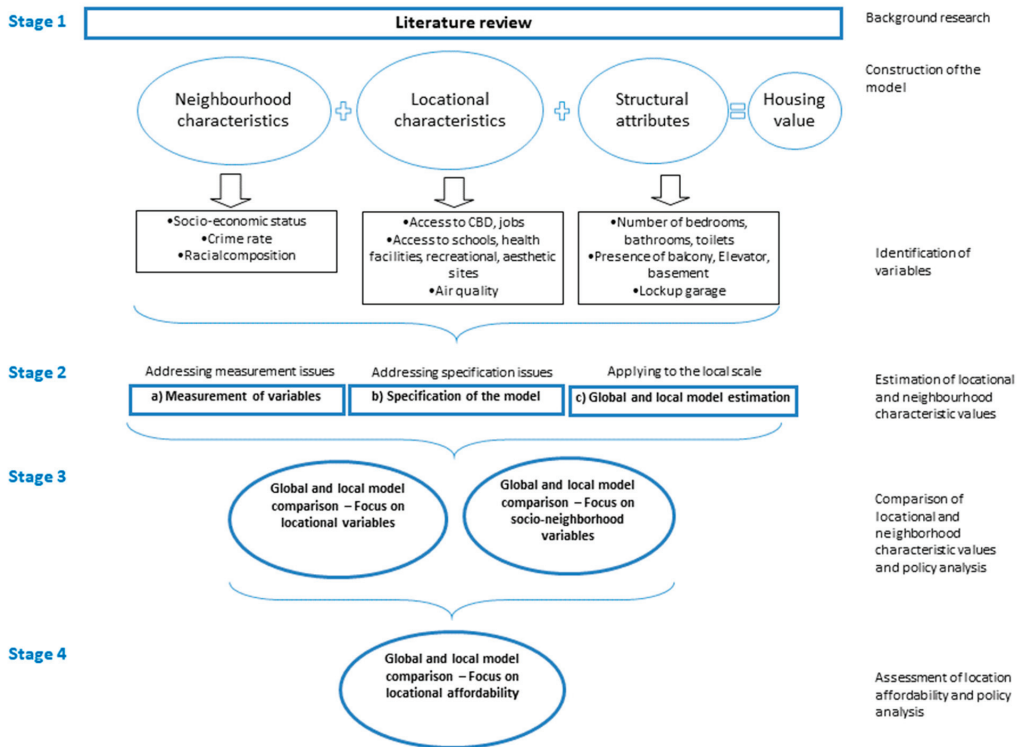 Stage 1
Literature review
Background research
Construction of the
model
Neighbourhood
characteristics
Locational
characteristics
Structural
attributes
Housing
value
•Socio-economic status
•Crime rate
•Racialcomposition
•Access to CBD, jobs
•Access to schools, health
facilities, recreational, aesthetic
sites
•Air quality
•Number of bedrooms,
bathrooms, toilets
•Presence of balcony, Elevator,
basement
•Lockup garage
Identification of
variables
Stage 2
Addressing measurement issues
Addressing specification issues
Applying to the local scale
a) Measurement of variables
b) Specification of the model
c) Global and local model estimation
Estimation of locational
and neighbourhood
characteristic values
Stage 3
Global and local model
comparison – Focus on
locational variables
Global and local model
comparison – Focus on
socio-neighborhood
variables
Comparison of
locational and
neighborhood
characteristic values
and policy analysis
Stage 4
Global and local model
comparison – Focus on
locational affordability
Assessment of location
affordability and policy
analysis